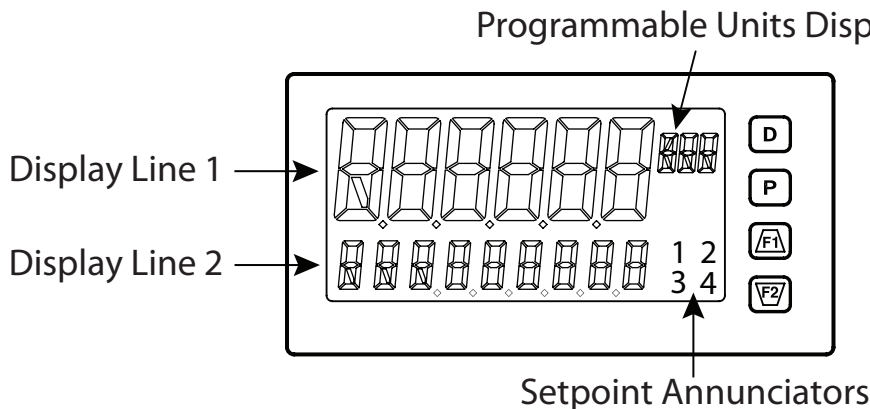 Programmable Units Disp
D
Display Line 1
P
F1
Display Line 2
1 2
3 4
F2
Setpoint Annunciators